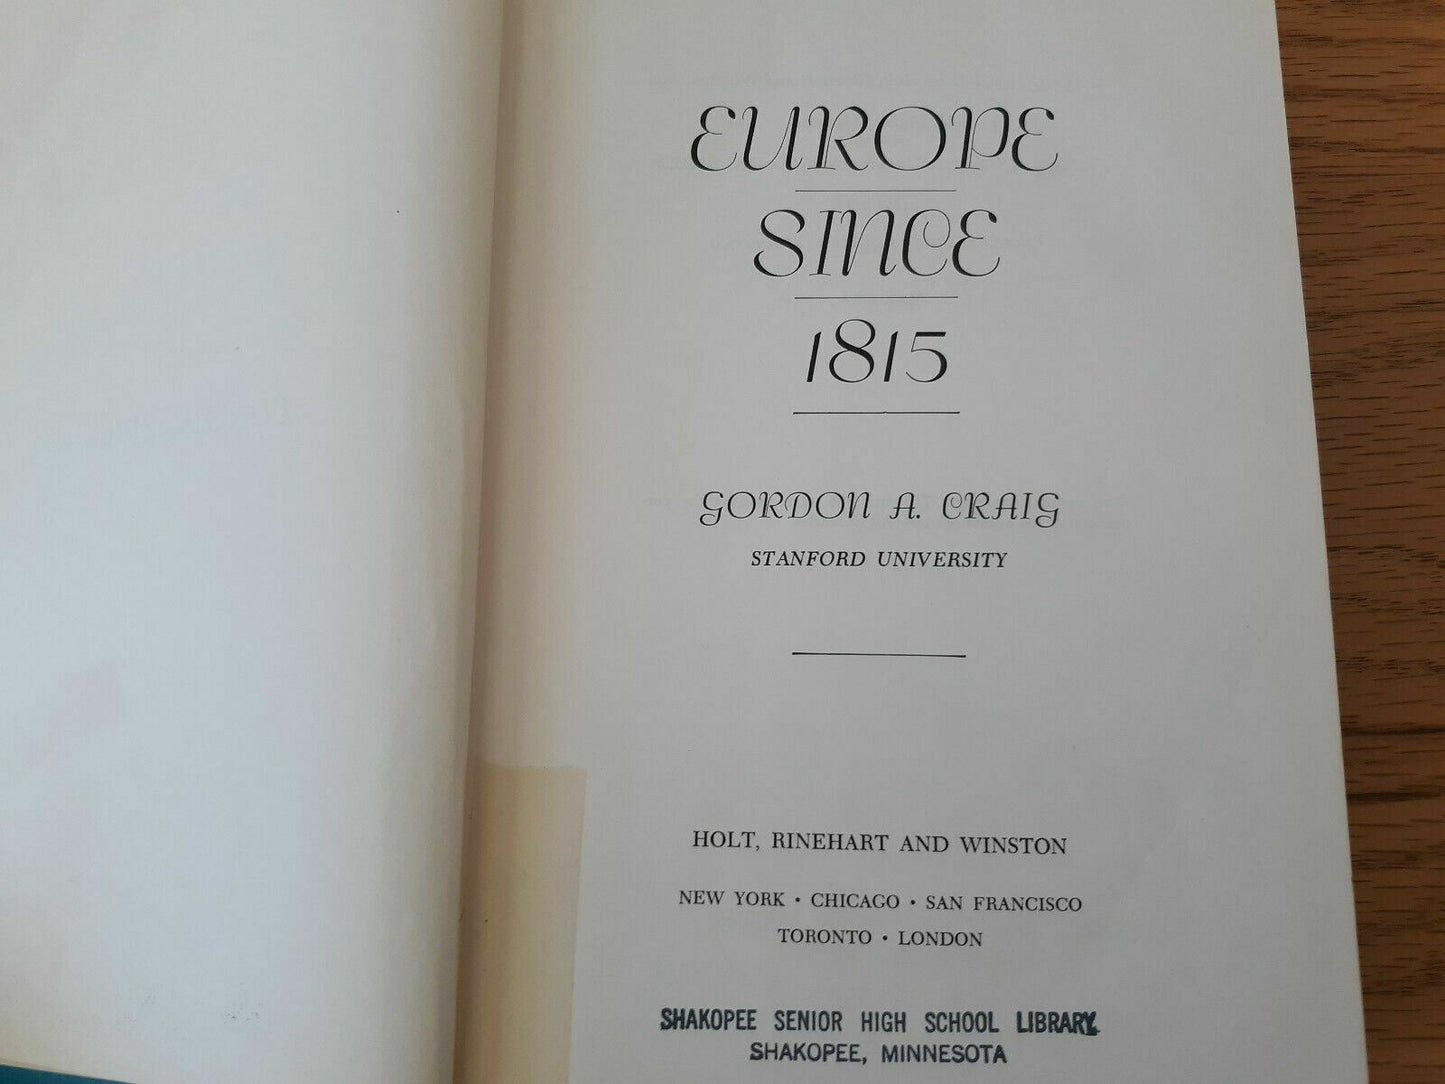 EUROPE
SINCE
1815
GORDON A. CRAIG
STANFORD UNIVERSITY
HOLT, RINEHART AND WINSTON
NEW YORK • CHICAGO • SAN FRANCISCO
TORONTO • LONDON
SHAKOPEE SENIOR HIGH SCHOOL LIBRARY
SHAKOPEE, MINNESOTA